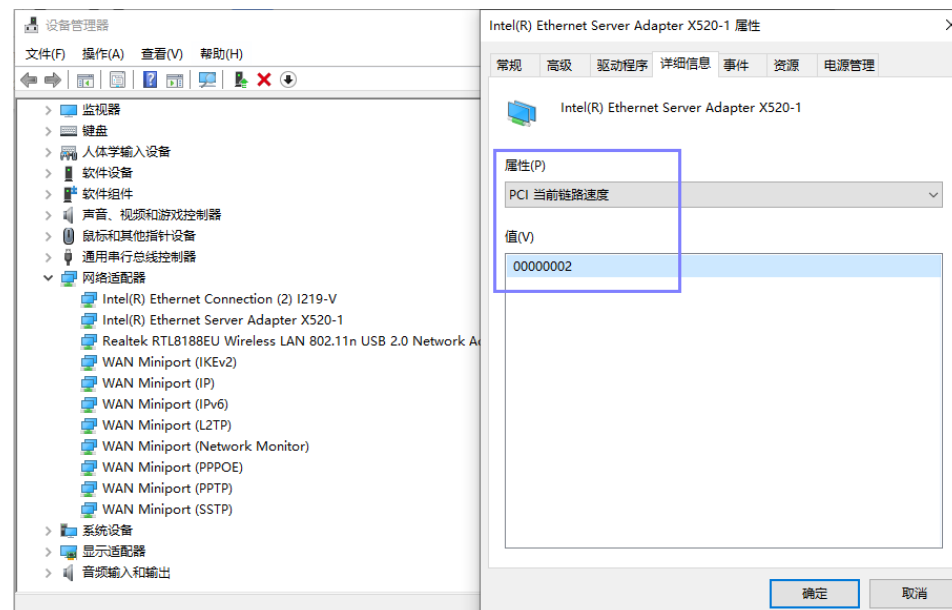 设备管理器
文件(F) 操作(A) 查看(V) 帮助(H)
监视器
键盘
人体学输入设备
软件设备
软件组件
声音、视频和游戏控制器
鼠标和其他指针设备
通用串行总线控制器
网络适配器
Intel(R) Ethernet Connection (2) I219-V
Intel(R) Ethernet Server Adapter X520-1
Realtek RTL8188EU Wireless LAN 802.11n USB 2.0 Network
WAN Miniport (IKEv2)
WAN Miniport (IP)
WAN Miniport (IPv6)
WAN Miniport (L2TP)
WAN Miniport (Network Monitor)
WAN Miniport (PPPOE)
WAN Miniport (PPTP)
WAN Miniport (SSTP)
系统设备
显示适配器
音频输入和输出
Intel(R) Ethernet Server Adapter X520-1 属性
常规 高级 驱动程序 详细信息 事件 资源 电源管理
Intel(R) Ethernet Server Adapter X520-1
属性(P)
PCI 当前链路速度
值(V)
00000002
确定 取消